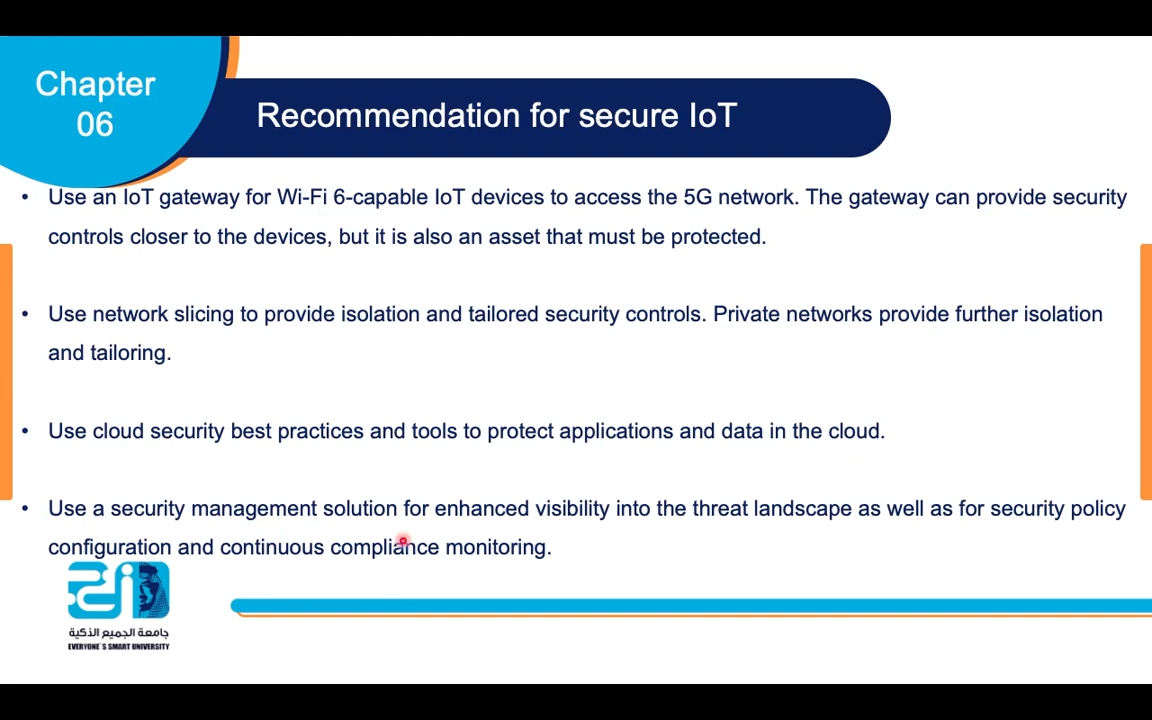 Chapter
06
Recommendation for secure IoT
• Use an IoT gateway for Wi-Fi 6-capable IoT devices to access the 5G network. The gateway can provide security
controls closer to the devices, but it is also an asset that must be protected.
• Use network slicing to provide isolation and tailored security controls. Private networks provide further isolation
and tailoring.
• Use cloud security best practices and tools to protect applications and data in the cloud.
• Use a security management solution for enhanced visibility into the threat landscape as well as for security policy
configuration and continuous compliance monitoring.
جامعة الجميع الذكية
EVERYONE`S SMART UNIVERSITY